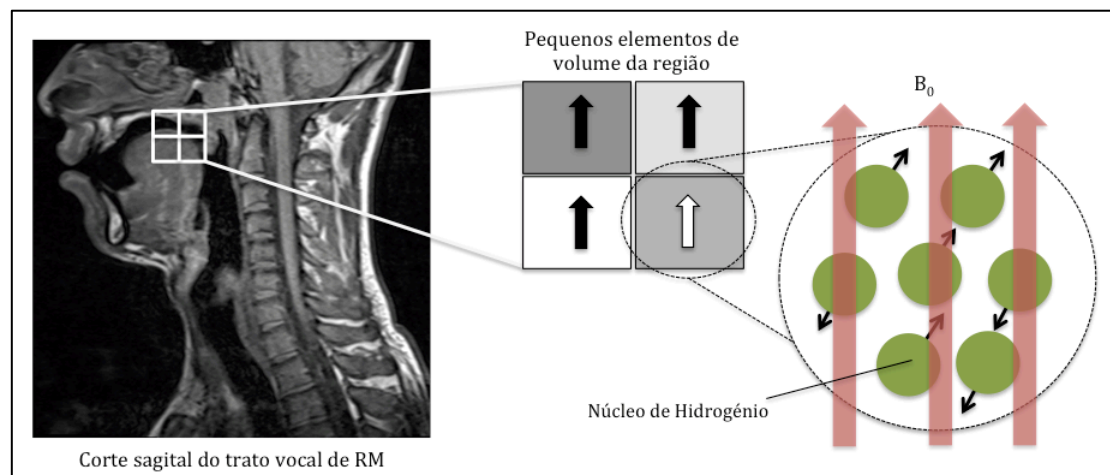 Pequenos elementos de
volume da região
B₀
Núcleo de Hidrogénio
Corte sagital do trato vocal de RM